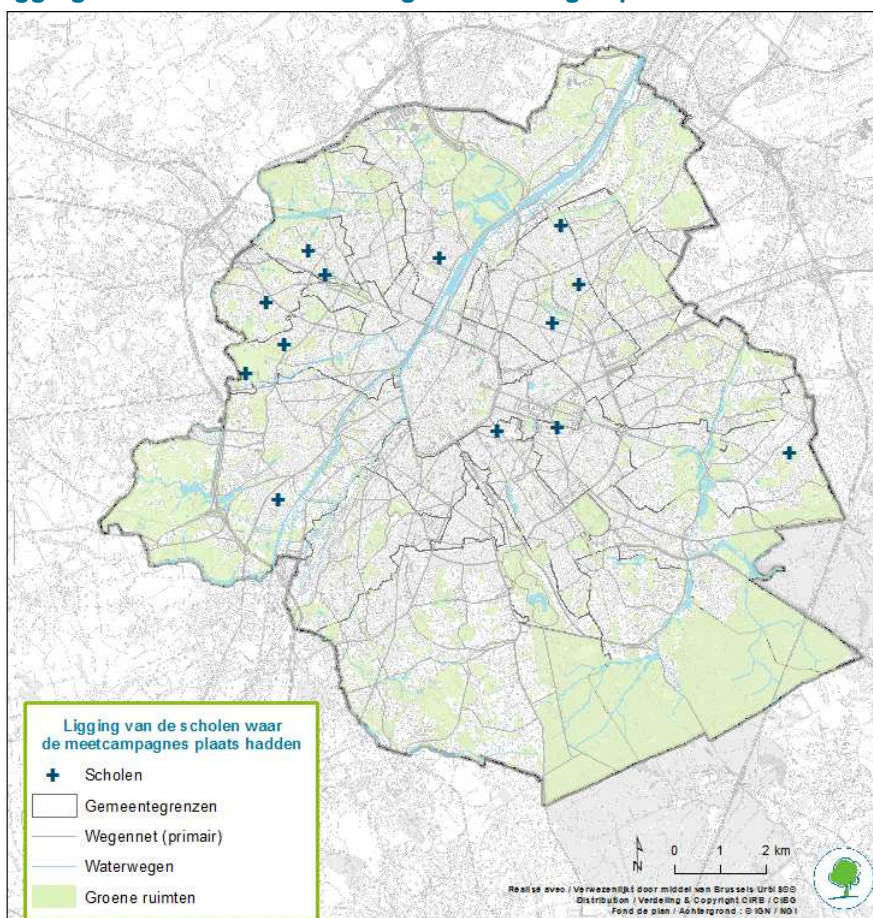 Ligging van de scholen waar
de meetcampagnes plaats hadden
Scholen
Gemeentegrenzen
Wegennet (primair)
Waterwegen
Groene ruimten
N
0 1 2 km
Réalisé avec / Verwezenlijkt door middel van Brussels UrbIS®©
Distribution / Verdeling & Copyright CIRB / CIBG
Fond de plan / Achtergrond : © IGN / NGI